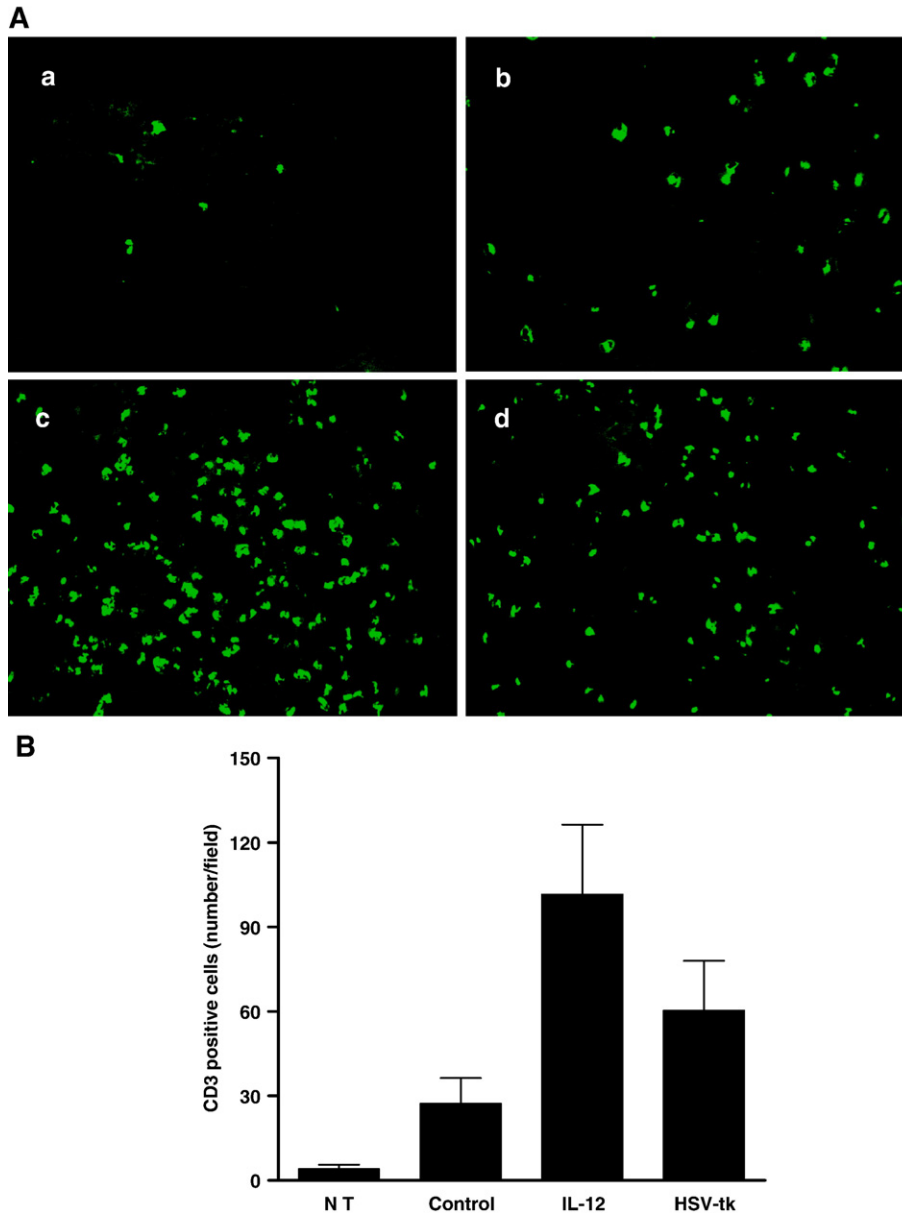 A
a
b
c
d
B
150
120
90
60
30
0
CD3 positive cells (number/field)
N T
Control
IL-12
HSV-tk